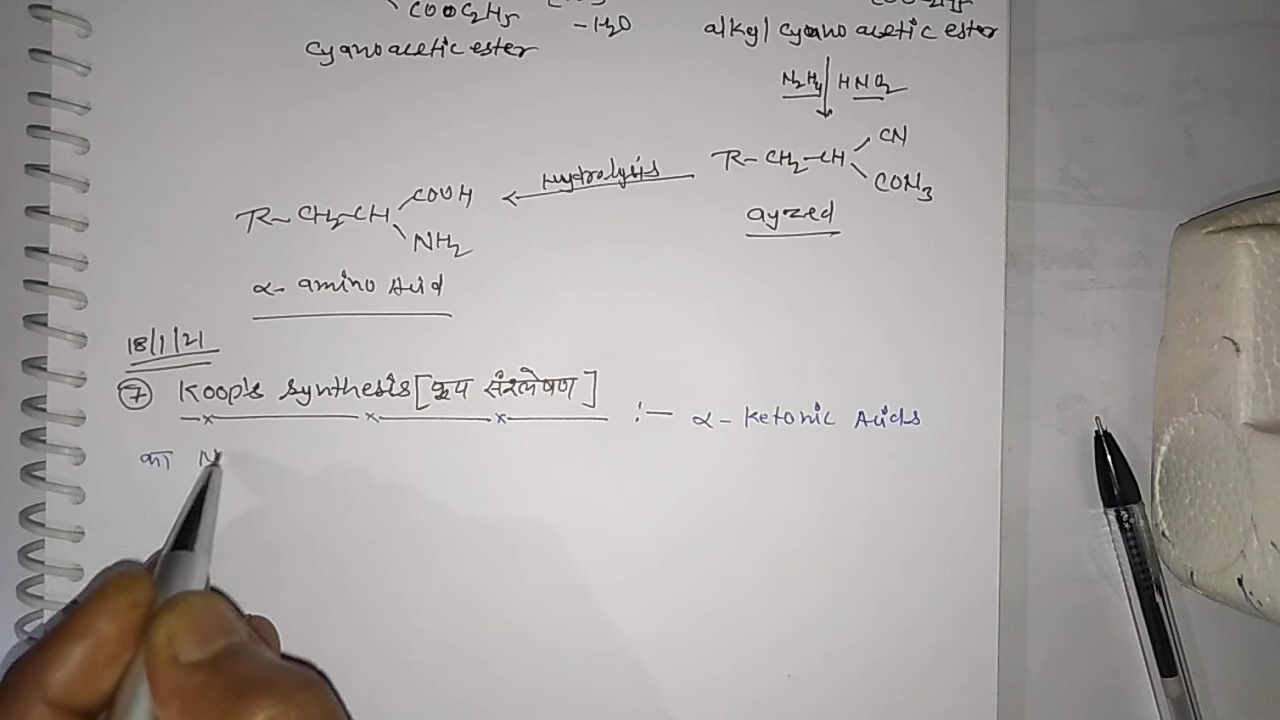 COOC2H5
-H2O
cyanoacetic ester
alkyl cyano acetic ester
N2H4 HNO2
R-CH2-CH
CN
CON3
ayzed
Hydrolysis
R-CH2-CH
COOH
NH2
α- amino Acid
18/1/21
7 Koop's synthesis [क्रूप संश्लेषण] :- α- Ketonic Acids
का N